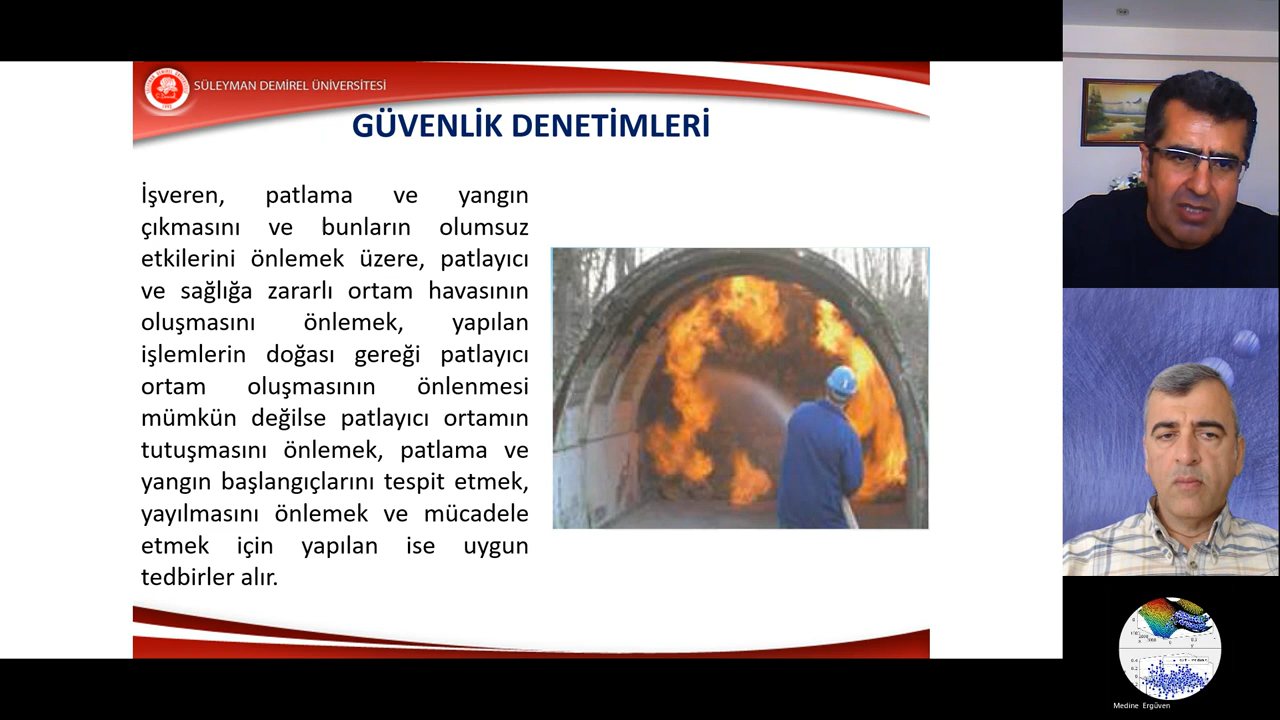 SÜLEYMAN DEMİREL ÜNİVERSİTESİ
GÜVENLİK DENETİMLERİ
İşveren, patlama ve yangın
çıkmasını ve bunların olumsuz
etkilerini önlemek üzere, patlayıcı
ve sağlığa zararlı ortam havasının
oluşmasını önlemek, yapılan
işlemlerin doğası gereği patlayıcı
ortam oluşmasının önlenmesi
mümkün değilse patlayıcı ortamın
tutuşmasını önlemek, patlama ve
yangın başlangıçlarını tespit etmek,
yayılmasını önlemek ve mücadele
etmek için yapılan ise uygun
tedbirler alır.
Medine Ergüven